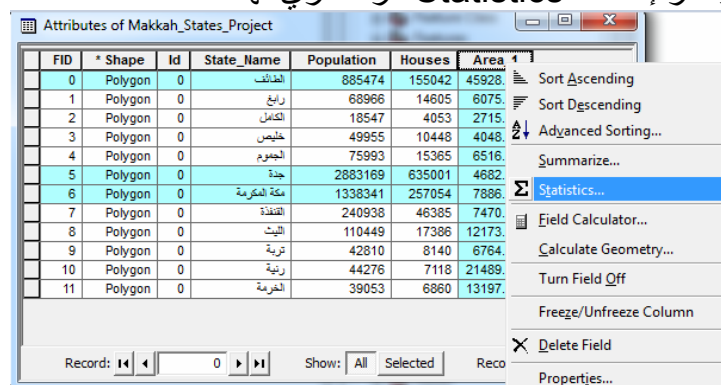 Statistics
Attributes of Makkah_States_Project
FID * Shape Id State_Name Population Houses Area_1
0 Polygon 0 الطائف 885474 155042 45928.
1 Polygon 0 رابغ 68966 14605 6075.
2 Polygon 0 الكامل 18547 4053 2715.
3 Polygon 0 خليص 49955 10448 4048.
4 Polygon 0 الجموم 75993 15365 6516.
5 Polygon 0 جدة 2883169 635001 4682.
6 Polygon 0 مكة المكرمة 1338341 257054 7886.
7 Polygon 0 القنفذة 240938 46385 7470.
8 Polygon 0 الليث 110449 17386 12173.
9 Polygon 0 تربة 42810 8140 6764.
10 Polygon 0 رنية 44276 7118 21489.
11 Polygon 0 الخرمة 39053 6860 13197.
Record: 0 Show: All Selected Reco
Sort Ascending
Sort Descending
Advanced Sorting...
Summarize...
Σ Statistics...
Field Calculator...
Calculate Geometry...
Turn Field Off
Freeze/Unfreeze Column
Delete Field
Properties...